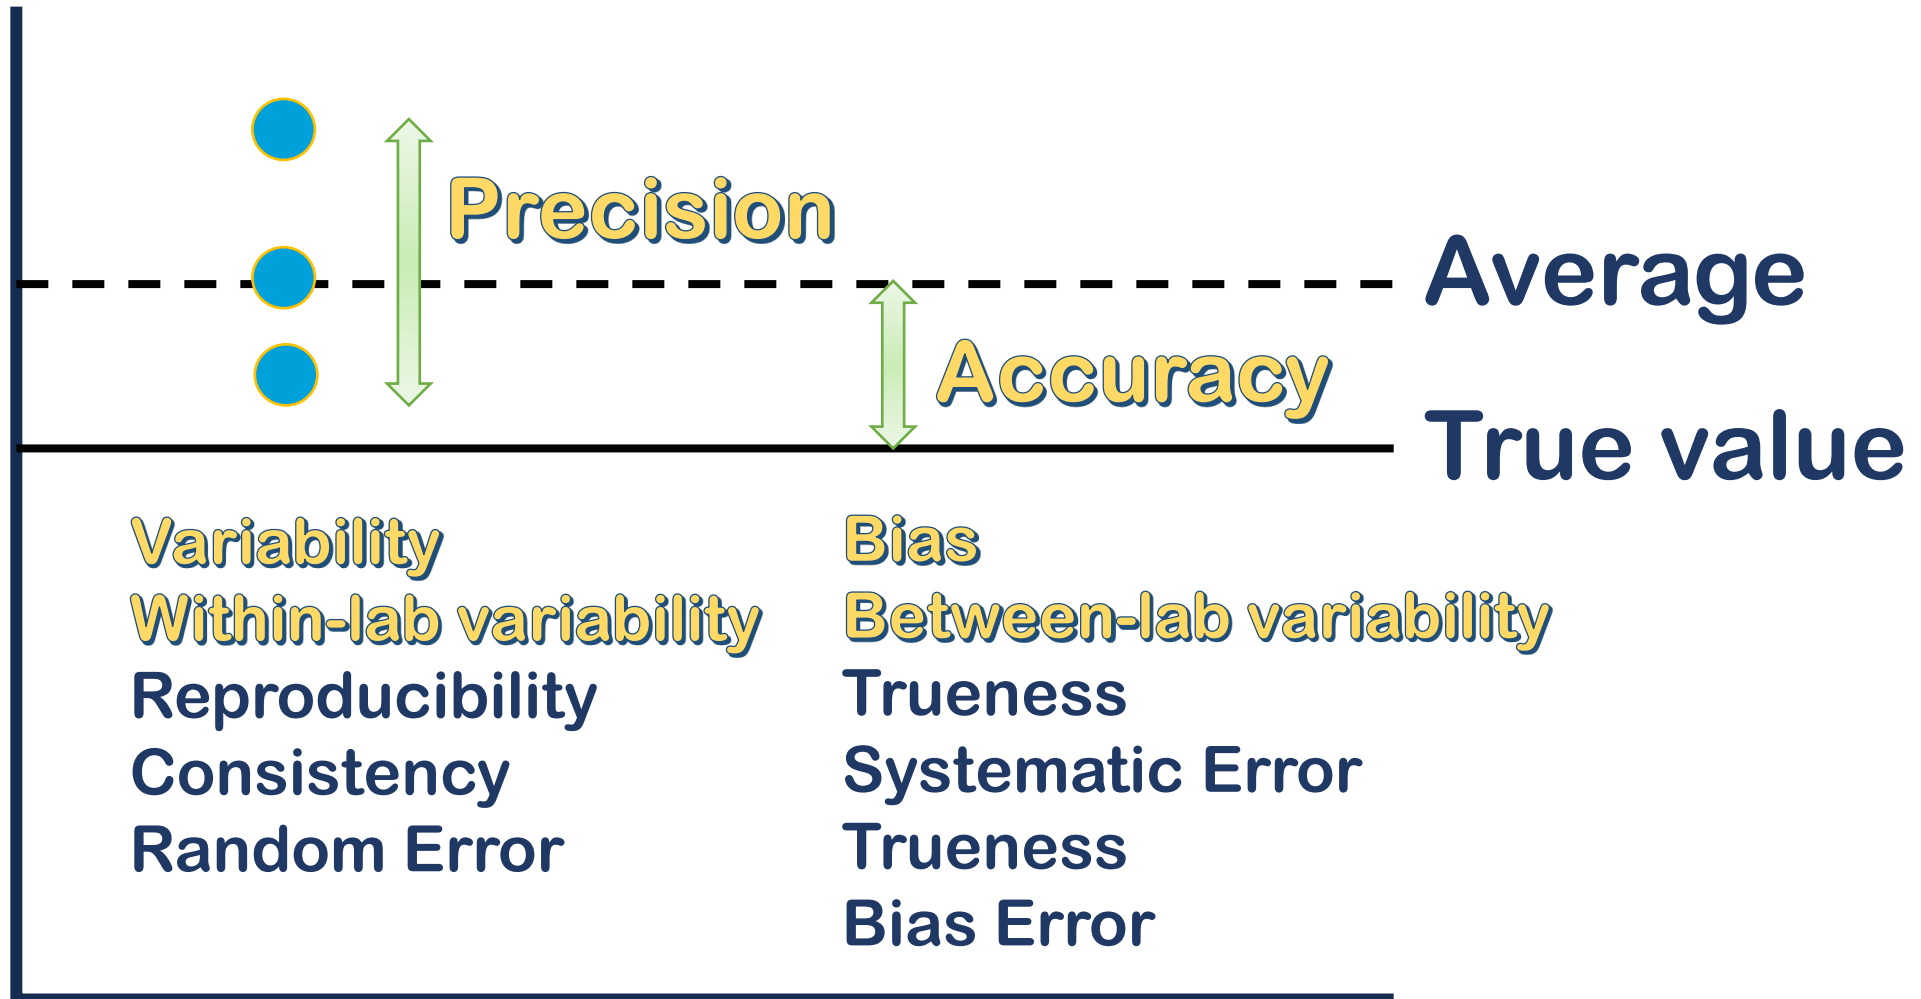 Precision
Average
Accuracy
True value
Variability
Within-lab variability
Reproducibility
Consistency
Random Error
Bias
Between-lab variability
Trueness
Systematic Error
Trueness
Bias Error